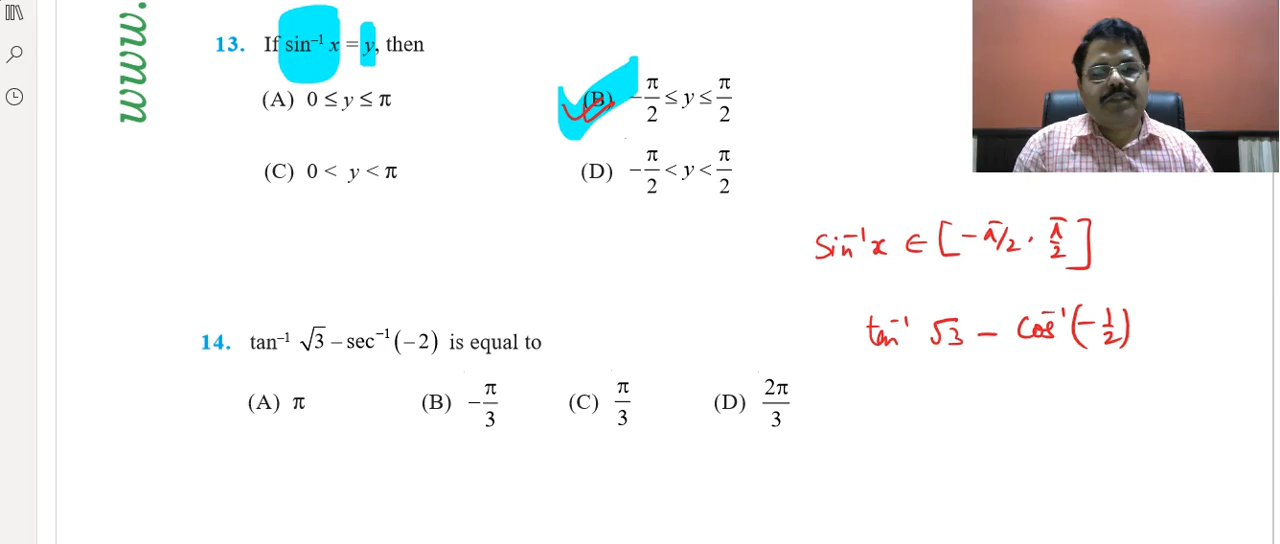 www.
13. If sin⁻¹ x = y, then
(A) 0 ≤ y ≤ π
(B) -π/2 ≤ y ≤ π/2
(C) 0 < y < π
(D) -π/2 < y < π/2
sin⁻¹x ∈ [-π/2, π/2]
tan⁻¹ √3 - cos⁻¹(-1/2)
14. tan⁻¹ √3 - sec⁻¹(-2) is equal to
(A) π (B) -π/3 (C) π/3 (D) 2π/3